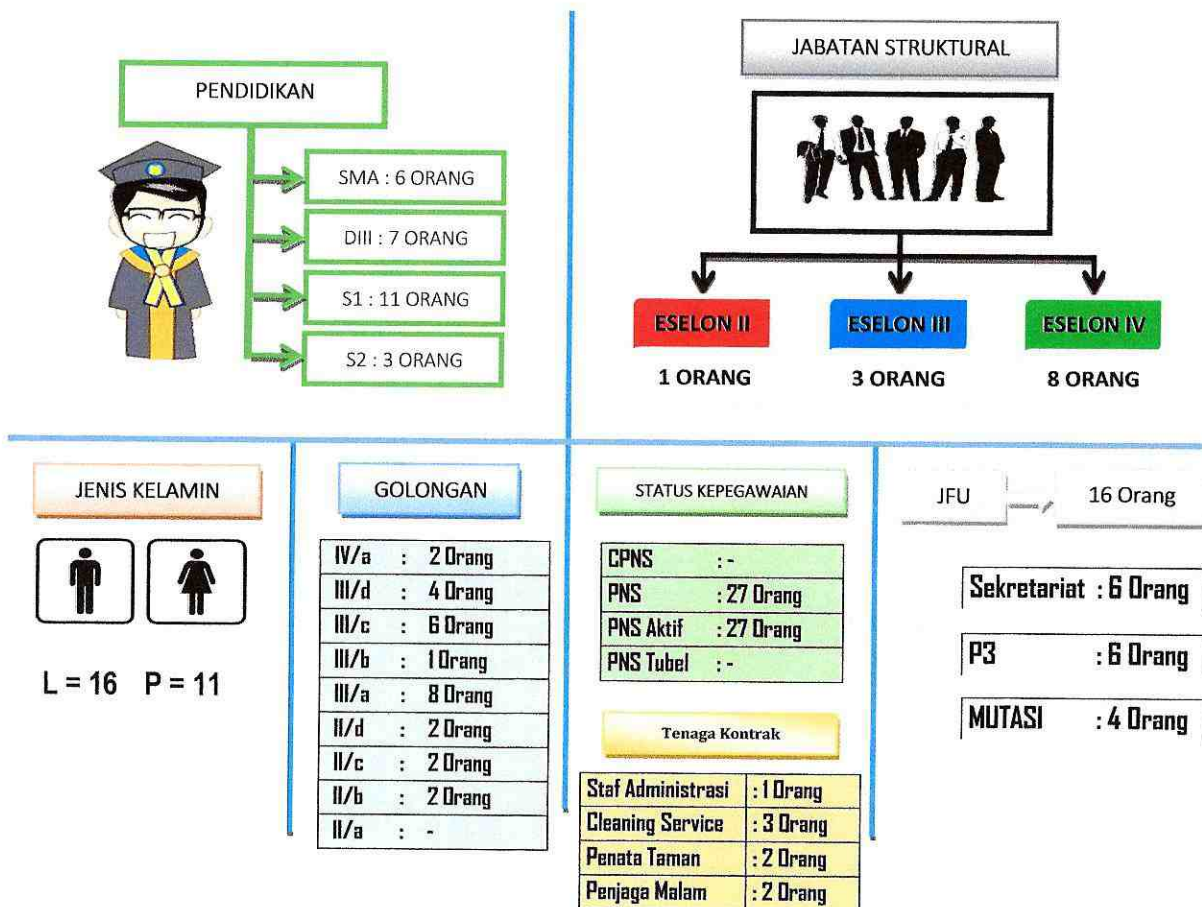 PENDIDIKAN
SMA : 6 ORANG
DIII : 7 ORANG
S1 : 11 ORANG
S2 : 3 ORANG
JABATAN STRUKTURAL
ESELON II
ESELON III
ESELON IV
1 ORANG
3 ORANG
8 ORANG
JENIS KELAMIN
L = 16 P = 11
GOLONGAN
IV/a : 2 Orang
III/d : 4 Orang
III/c : 6 Orang
III/b : 1 Orang
III/a : 8 Orang
II/d : 2 Orang
II/c : 2 Orang
II/b : 2 Orang
II/a : -
STATUS KEPEGAWAIAN
CPNS : -
PNS : 27 Orang
PNS Aktif : 27 Orang
PNS Tubel : -
Tenaga Kontrak
Staf Administrasi : 1 Orang
Cleaning Service : 3 Orang
Penata Taman : 2 Orang
Penjaga Malam : 2 Orang
JFU 16 Orang
Sekretariat : 6 Orang
P3 : 6 Orang
MUTASI : 4 Orang